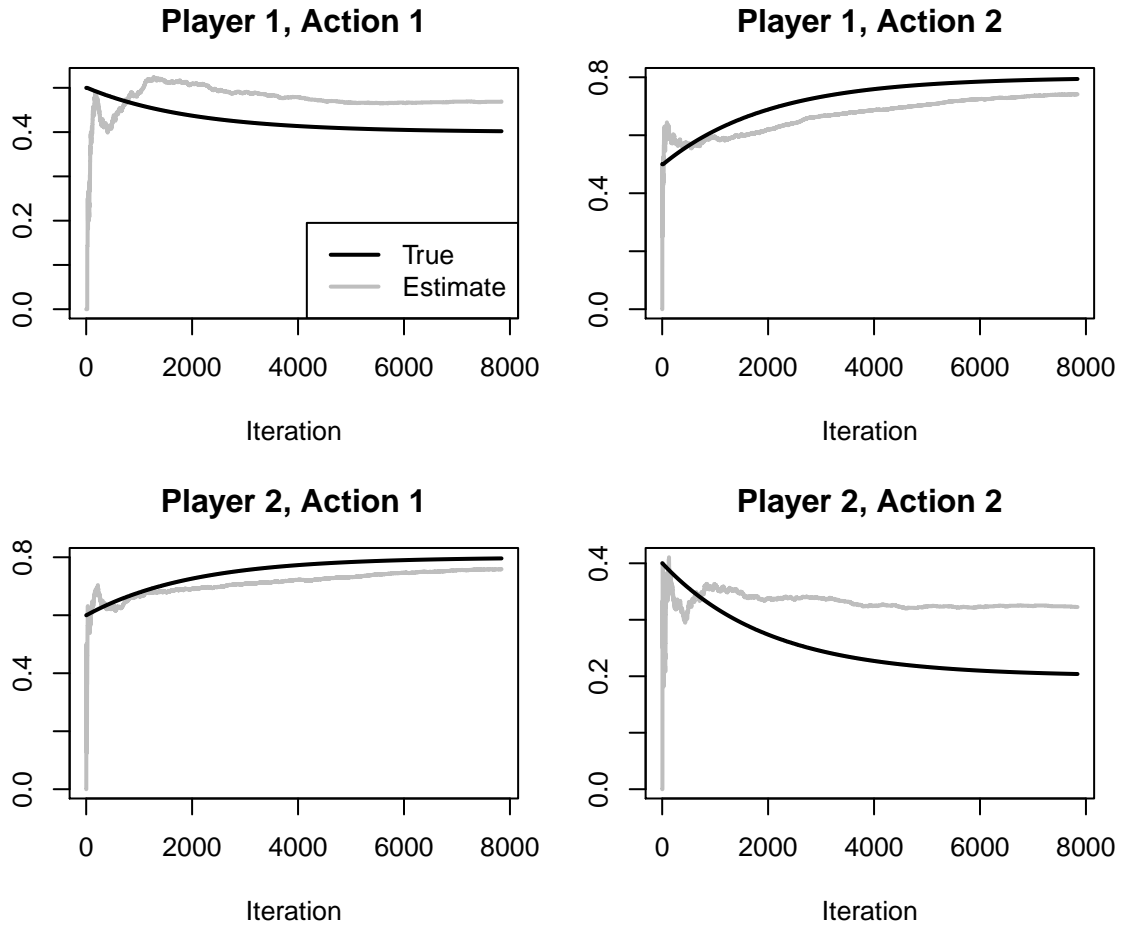 Player 1, Action 1
0.4
0.2
0.0
True
Estimate
0 2000 4000 6000 8000
Iteration
Player 1, Action 2
0.8
0.4
0.0
0 2000 4000 6000 8000
Iteration
Player 2, Action 1
0.8
0.4
0.0
0 2000 4000 6000 8000
Iteration
Player 2, Action 2
0.4
0.2
0.0
0 2000 4000 6000 8000
Iteration